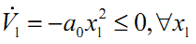 V̇₁ = −a₀x₁² ≤ 0, ∀x₁